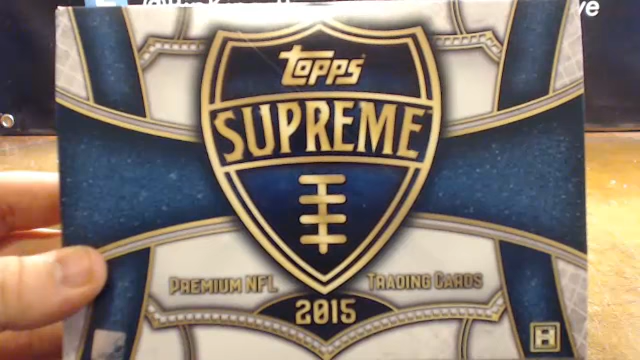 Topps
SUPREME
PREMIUM NFL TRADING CARDS
2015
H